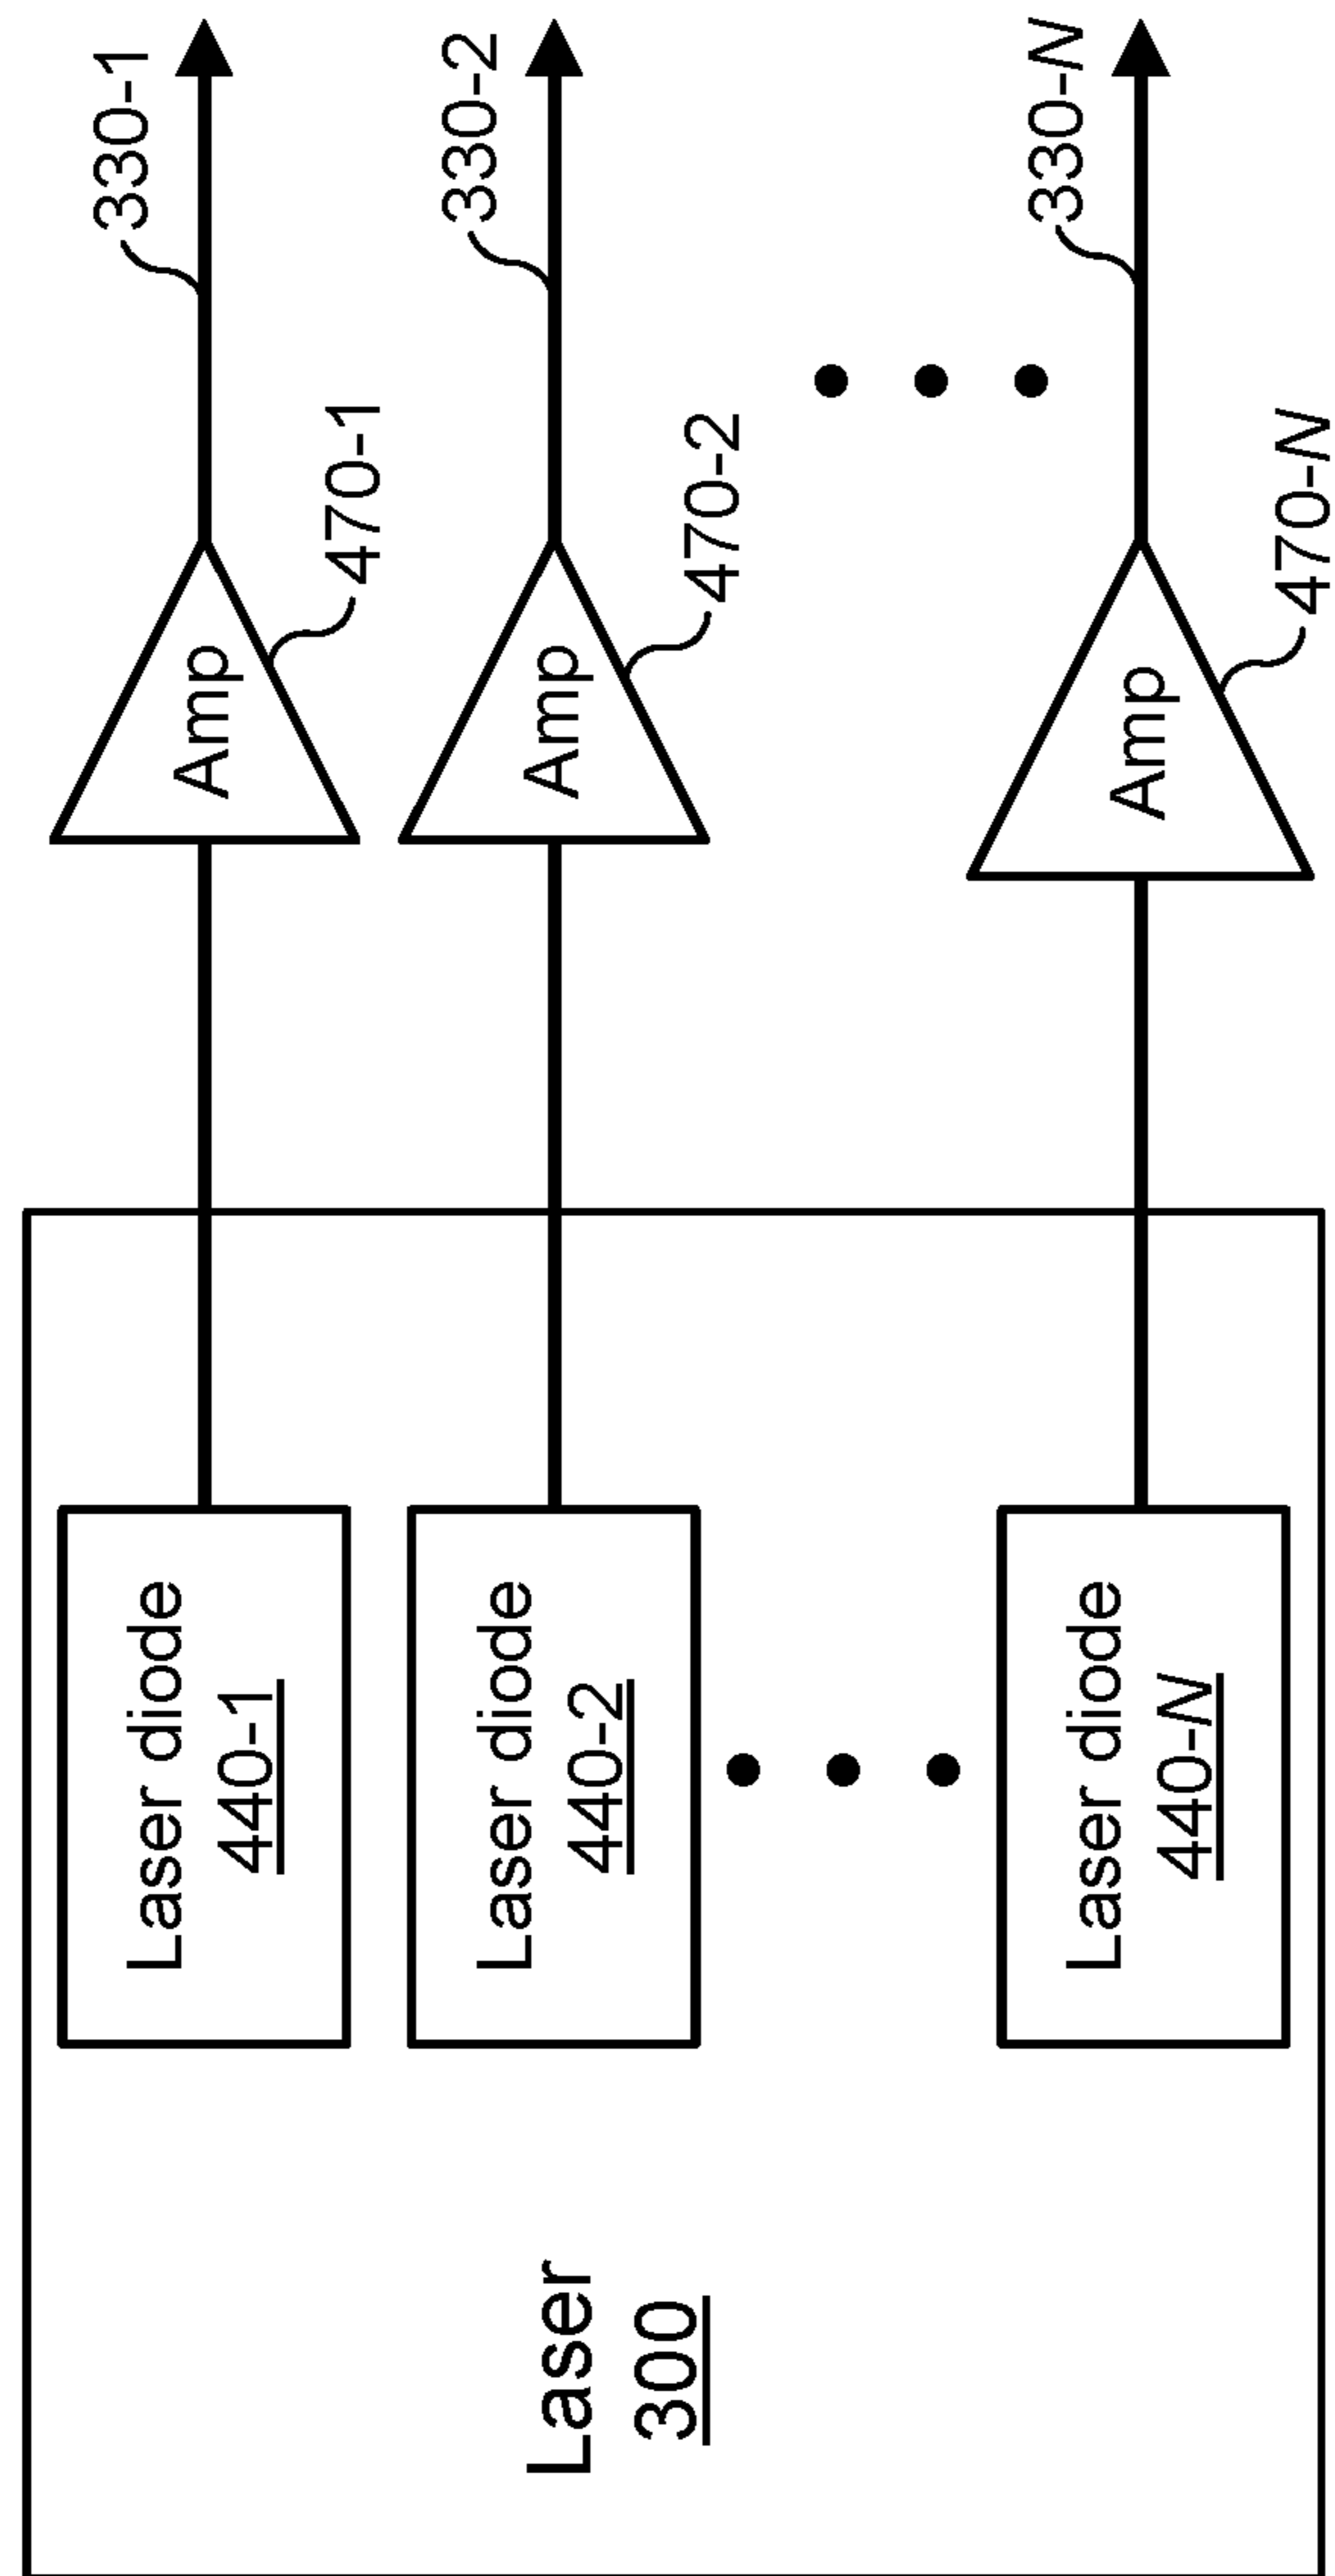 Laser
300
Laser diode
440-1
Amp
470-1
330-1
Laser diode
440-2
Amp
470-2
330-2
Laser diode
440-N
Amp
470-N
330-N